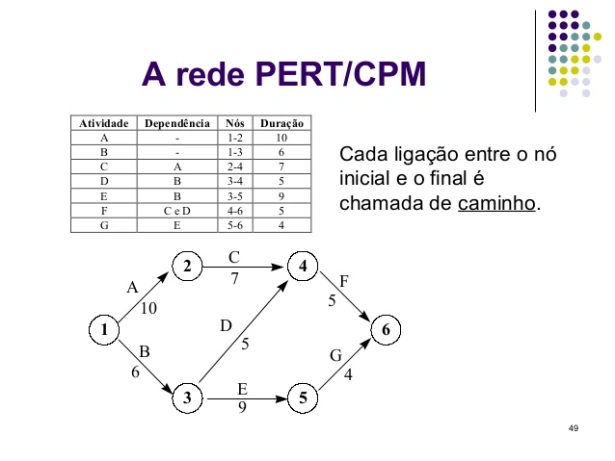 A rede PERT/CPM
Atividade Dependência Nós Duração
A - 1-2 10
B - 1-3 6
C A 2-4 7
D B 3-4 5
E B 3-5 9
F C e D 4-6 5
G E 5-6 4
Cada ligação entre o nó
inicial e o final é
chamada de caminho.
2 C 4
7
A F
10 5
1 D 6
5
B G
6 4
3 E 5
9
49